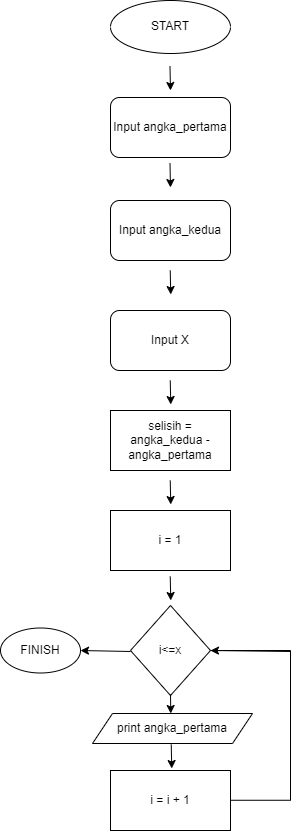 START
Input angka_pertama
Input angka_kedua
Input X
selisih =
angka_kedua -
angka_pertama
i = 1
i<=x
FINISH
print angka_pertama
i = i + 1